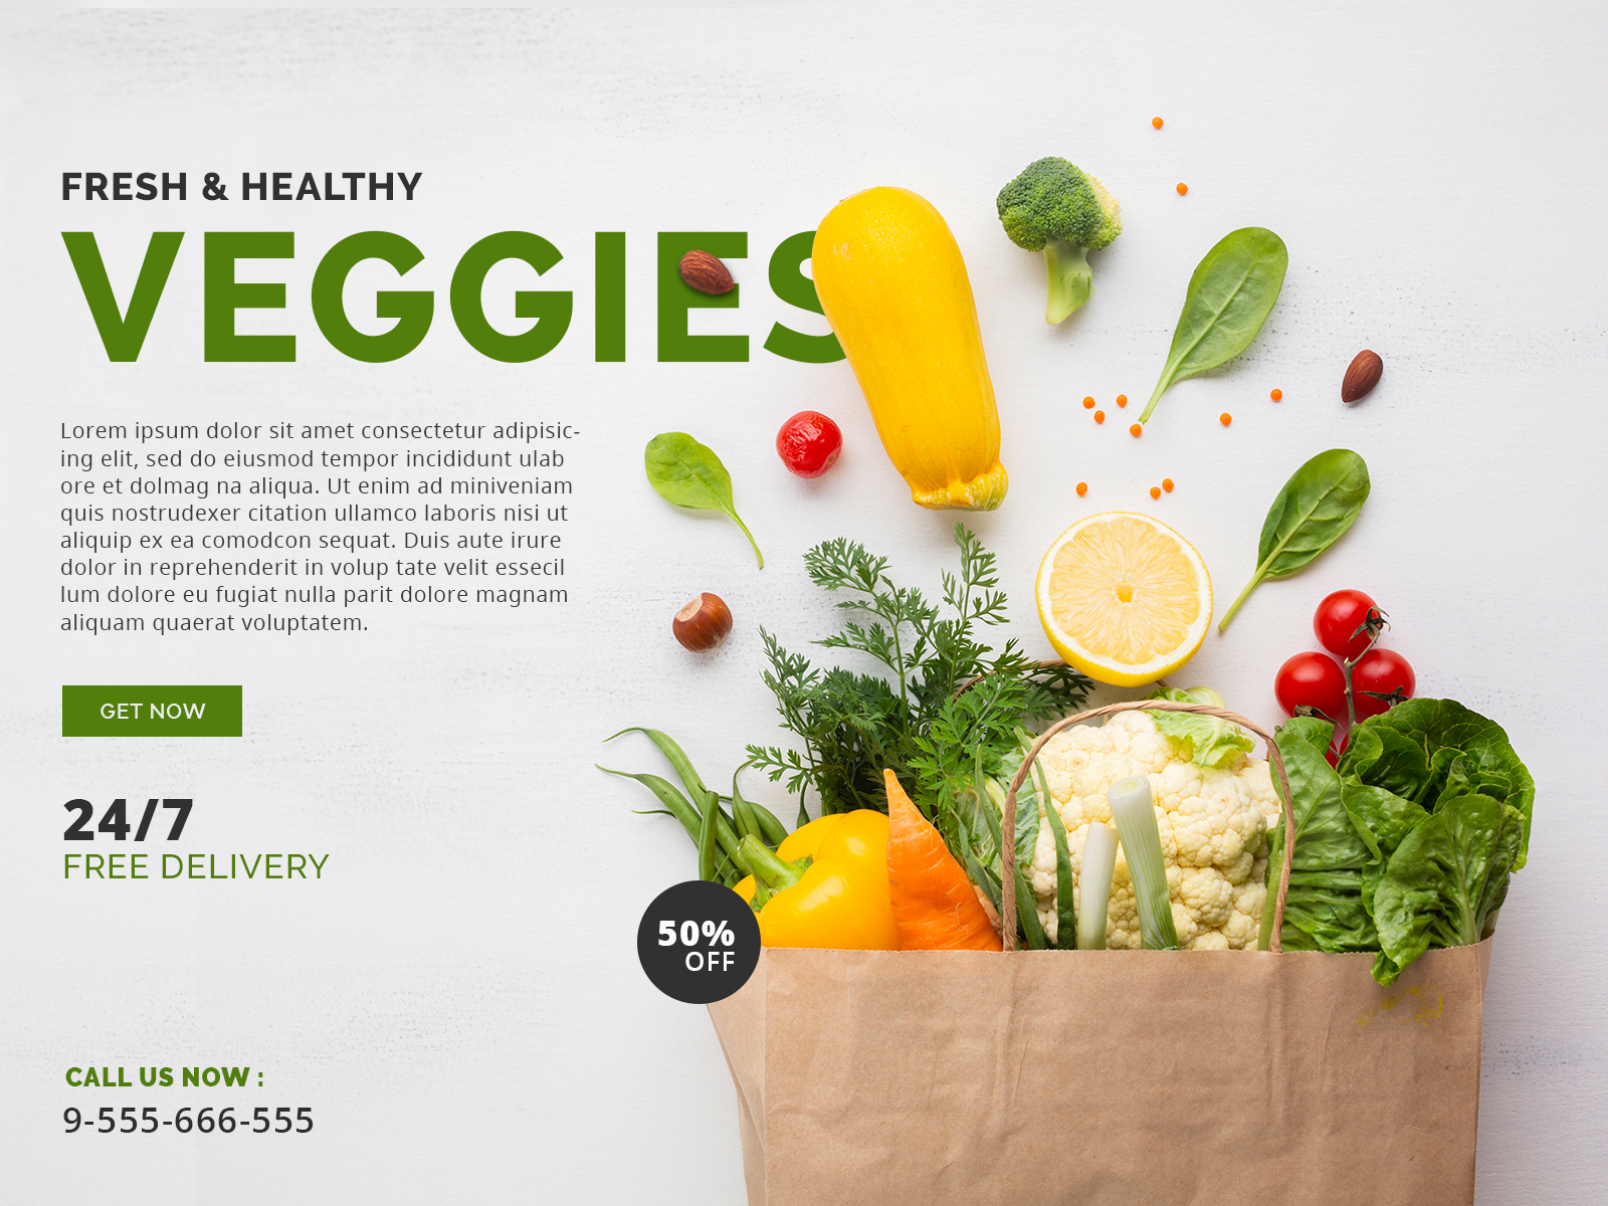 FRESH & HEALTHY
VEGGIES
Lorem ipsum dolor sit amet consectetur adipisic-
ing elit, sed do eiusmod tempor incididunt ulab
ore et dolmag na aliqua. Ut enim ad miniveniam
quis nostrudexer citation ullamco laboris nisi ut
aliquip ex ea comodcon sequat. Duis aute irure
dolor in reprehenderit in volup tate velit essecil
lum dolore eu fugiat nulla parit dolore magnam
aliquam quaerat voluptatem.
GET NOW
24/7
FREE DELIVERY
50%
OFF
CALL US NOW :
9-555-666-555